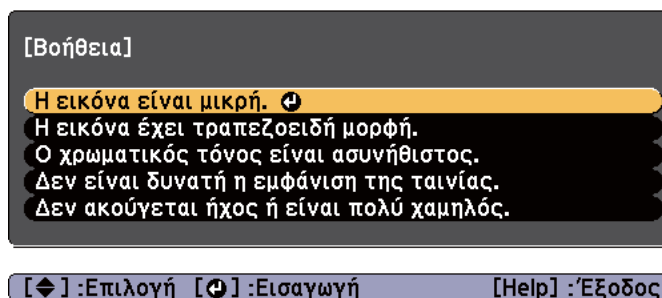 [Βοήθεια]
Η εικόνα είναι μικρή.
Η εικόνα έχει τραπεζοειδή μορφή.
Ο χρωματικός τόνος είναι ασυνήθιστος.
Δεν είναι δυνατή η εμφάνιση της ταινίας.
Δεν ακούγεται ήχος ή είναι πολύ χαμηλός.
[◆] :Επιλογή [⏎] :Εισαγωγή [Help] :Έξοδος